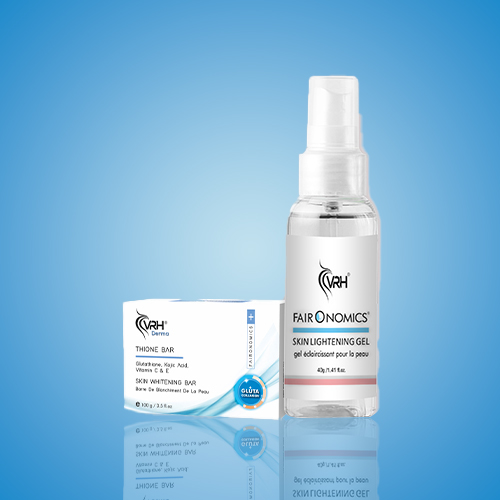 VRH®
Derma
THIONE BAR
Glutathione, Kojic Acid,
Vitamin C & E
SKIN WHITENING BAR
Barre De Blanchiment De La Peau
℮ 100 g / 3.5 fl.oz
FAIRONOMICS
+
GLUTA
COLLAGEN
VRH®
FAIRONOMICS®
SKIN LIGHTENING GEL
gel éclaircissant pour la peau
40g/1.41 fl.oz